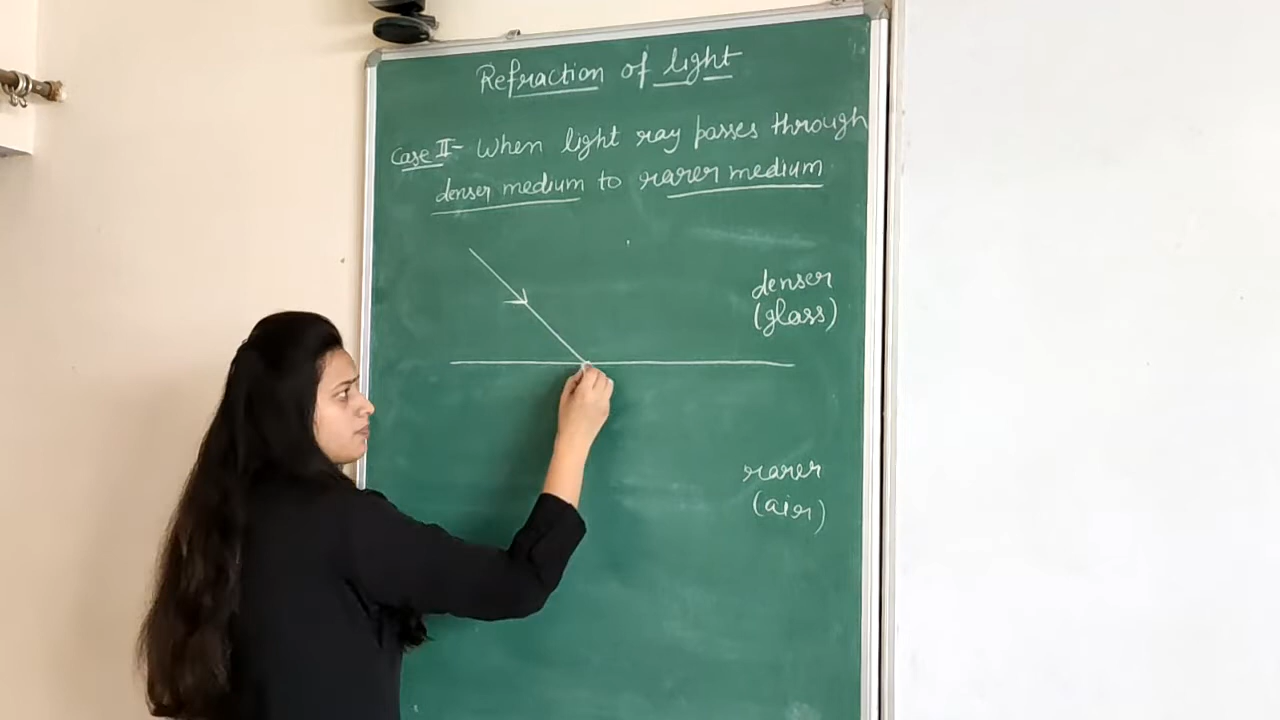 Refraction of light
Case II- When light ray passes through
denser medium to rarer medium
denser
(glass)
rarer
(air)